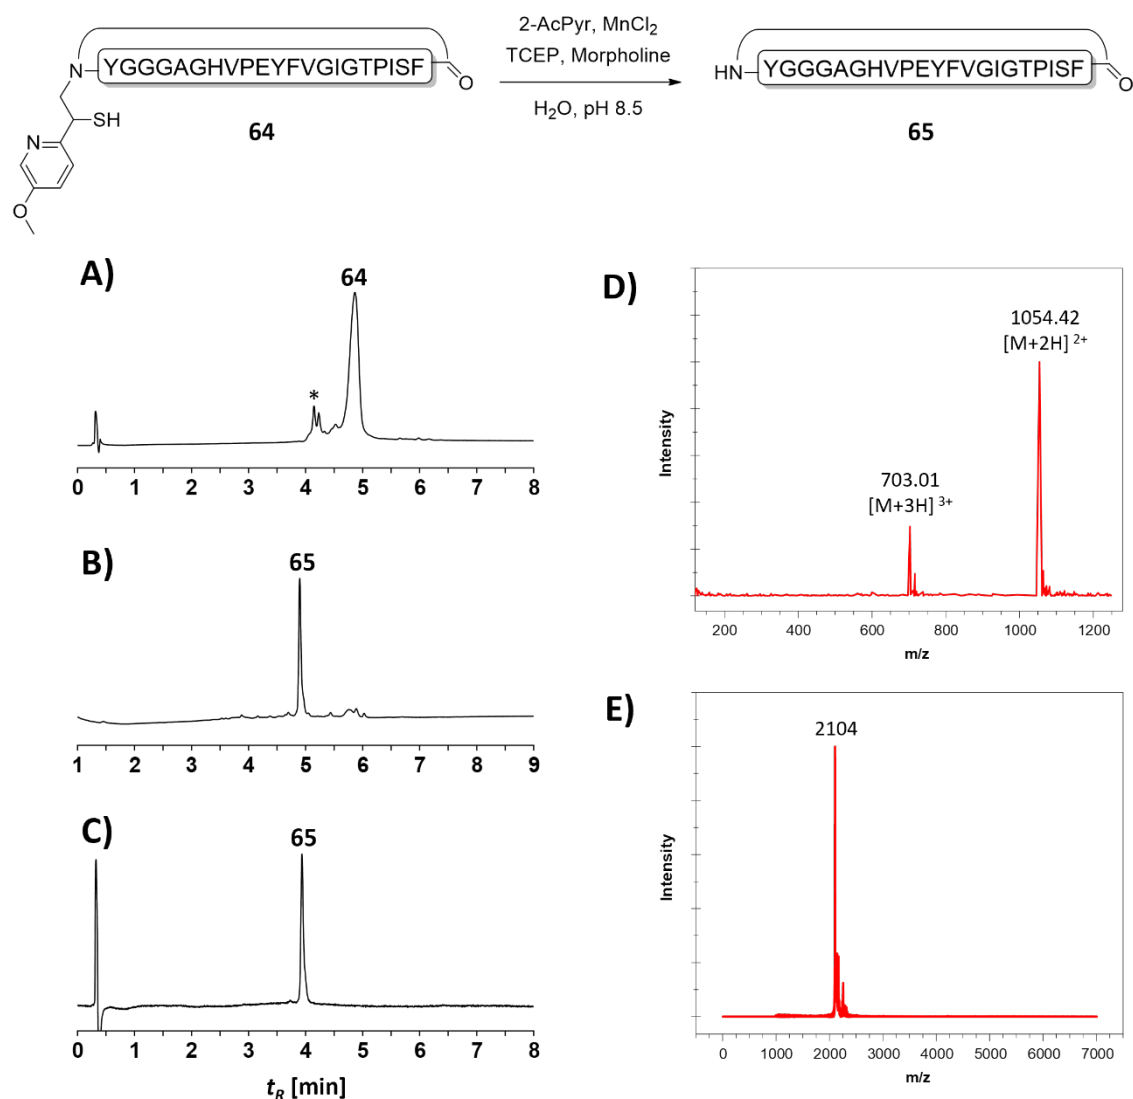 2-AcPyr, MnCl2
TCEP, Morpholine
H2O, pH 8.5
N YGGGAGHVPEYFVGIGTPISF O
SH
N
O
64
HN YGGGAGHVPEYFVGIGTPISF O
65
A)
64
*
0 1 2 3 4 5 6 7 8
B)
65
1 2 3 4 5 6 7 8 9
C)
65
0 1 2 3 4 5 6 7 8
tR [min]
D)
1054.42
[M+2H] 2+
703.01
[M+3H] 3+
Intensity
200 400 600 800 1000 1200
m/z
E)
2104
Intensity
0 1000 2000 3000 4000 5000 6000 7000
m/z